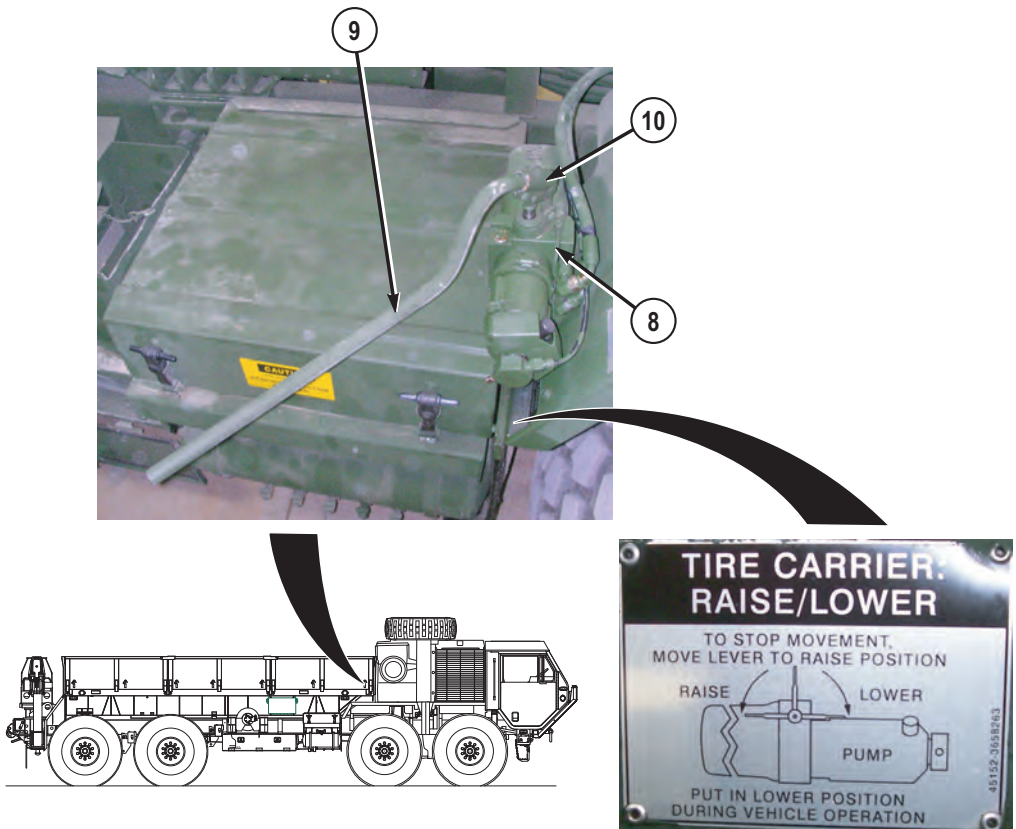 9
10
8
CAUTION
TIRE CARRIER:
RAISE/LOWER
TO STOP MOVEMENT,
MOVE LEVER TO RAISE POSITION
RAISE
LOWER
PUMP
45152-3658263
PUT IN LOWER POSITION
DURING VEHICLE OPERATION